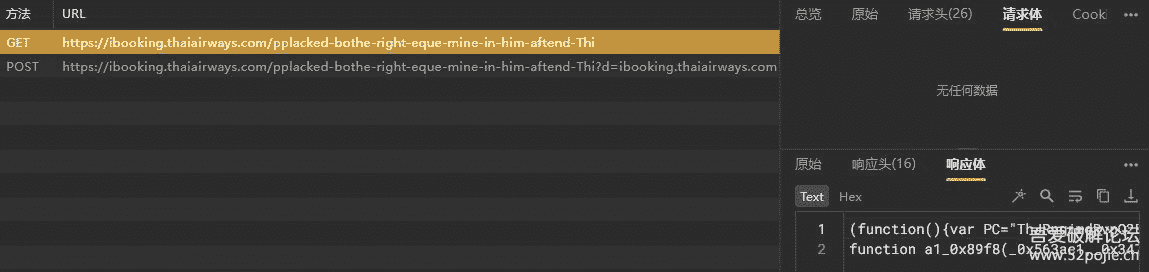 方法 URL
GET https://ibooking.thaiairways.com/pplacked-bothe-right-eque-mine-in-him-aftend-Thi
POST https://ibooking.thaiairways.com/pplacked-bothe-right-eque-mine-in-him-aftend-Thi?d=ibooking.thaiairways.com
总览 原始 请求头(26) 请求体 Cooki
无任何数据
原始 响应头(16) 响应体
Text Hex
1 (function(){var PC=
2 function a1_0x89f8(_0x563ac1,_0x34
吾爱破解论坛
www.52pojie.cn